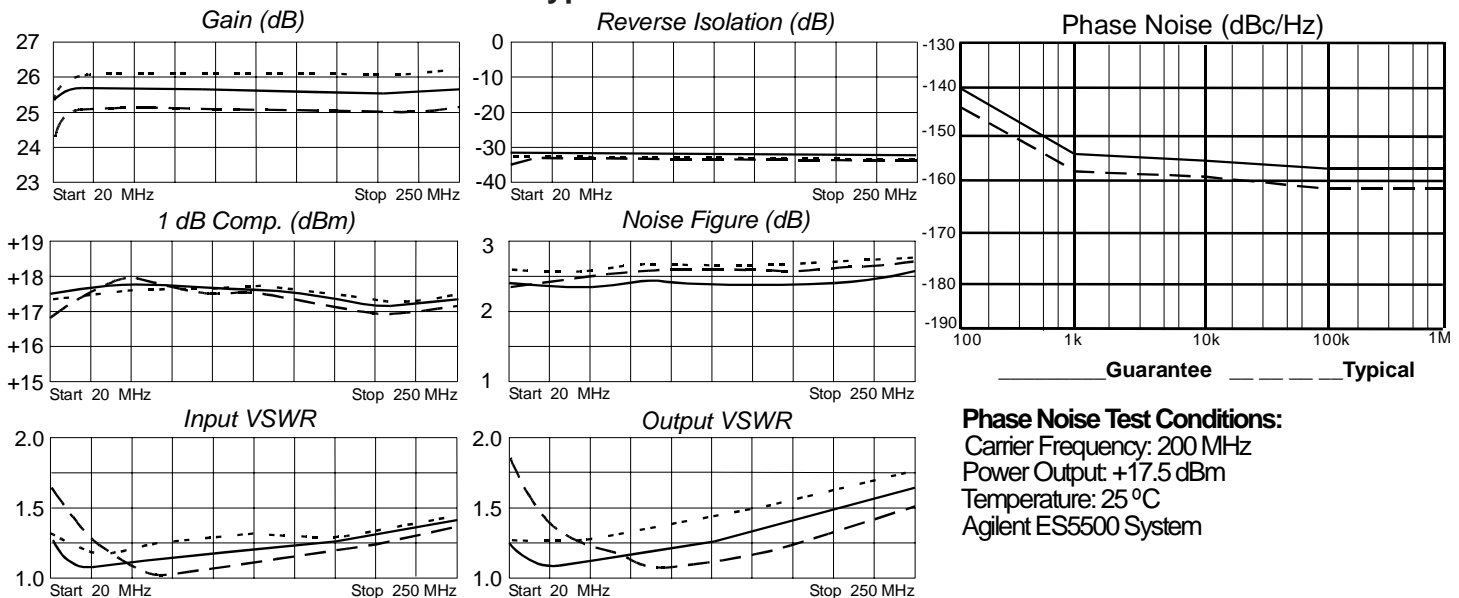 Gain (dB)
27
26
25
24
23
Start 20 MHz
Stop 250 MHz
Reverse Isolation (dB)
0
-10
-20
-30
-40
Start 20 MHz
Stop 250 MHz
Phase Noise (dBc/Hz)
-130
-140
-150
-160
-170
-180
-190
100
1k
10k
100k
1M
Guarantee
Typical
1 dB Comp. (dBm)
+19
+18
+17
+16
+15
Start 20 MHz
Stop 250 MHz
Noise Figure (dB)
3
2
1
Start 20 MHz
Stop 250 MHz
Input VSWR
2.0
1.5
1.0
Start 20 MHz
Stop 250 MHz
Output VSWR
2.0
1.5
1.0
Start 20 MHz
Stop 250 MHz
Phase Noise Test Conditions:
Carrier Frequency: 200 MHz
Power Output: +17.5 dBm
Temperature: 25 ºC
Agilent ES5500 System